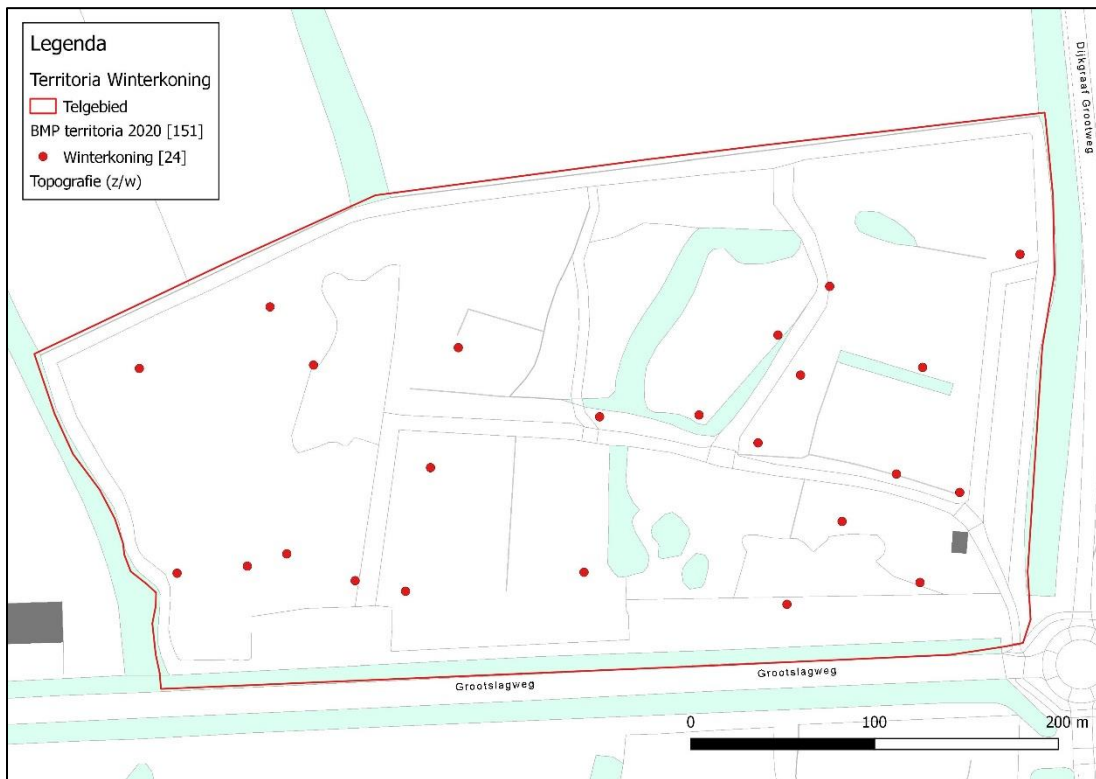 Legenda
Territoria Winterkoning
Telgebied
BMP territoria 2020 [151]
Winterkoning [24]
Topografie (z/w)
Dijkgraaf Grootweg
Grootslagweg
Grootslagweg
0 100 200 m